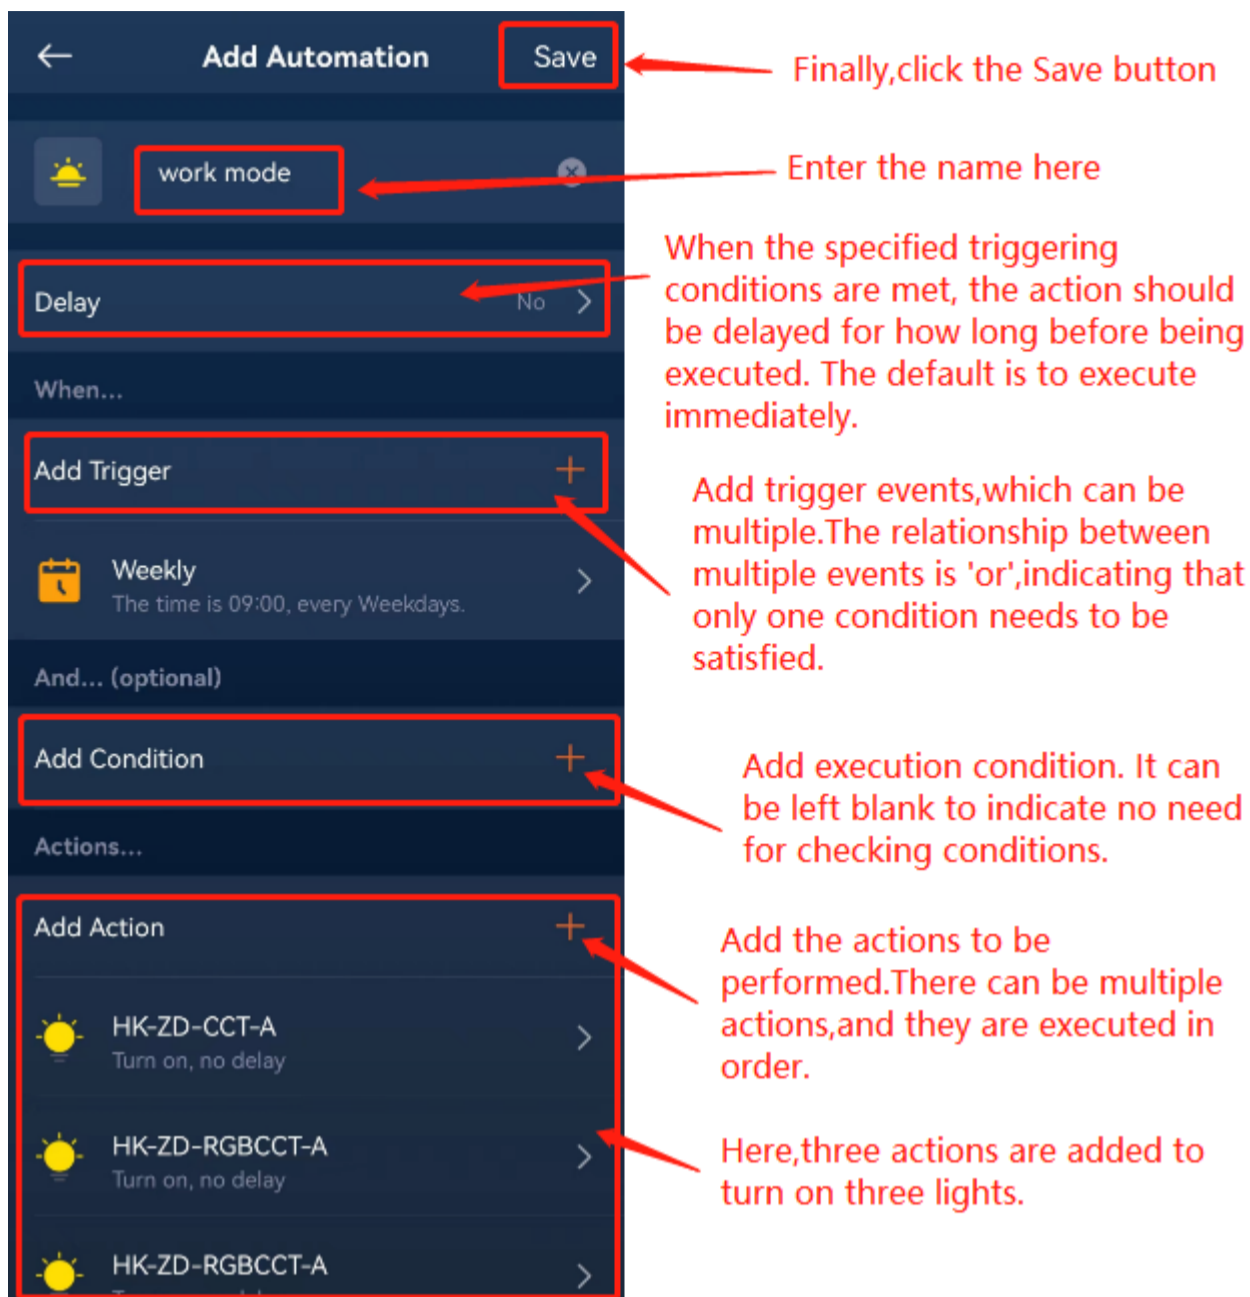 Add Automation
Save
Finally,click the Save button
work mode
Enter the name here
Delay
No
When the specified triggering
conditions are met, the action should
be delayed for how long before being
executed. The default is to execute
immediately.
When...
Add Trigger
Add trigger events,which can be
multiple.The relationship between
multiple events is 'or',indicating that
only one condition needs to be
satisfied.
Weekly
The time is 09:00, every Weekdays.
And... (optional)
Add Condition
Add execution condition. It can
be left blank to indicate no need
for checking conditions.
Actions...
Add Action
Add the actions to be
performed.There can be multiple
actions,and they are executed in
order.
HK-ZD-CCT-A
Turn on, no delay
HK-ZD-RGBCCT-A
Turn on, no delay
Here,three actions are added to
turn on three lights.
HK-ZD-RGBCCT-A